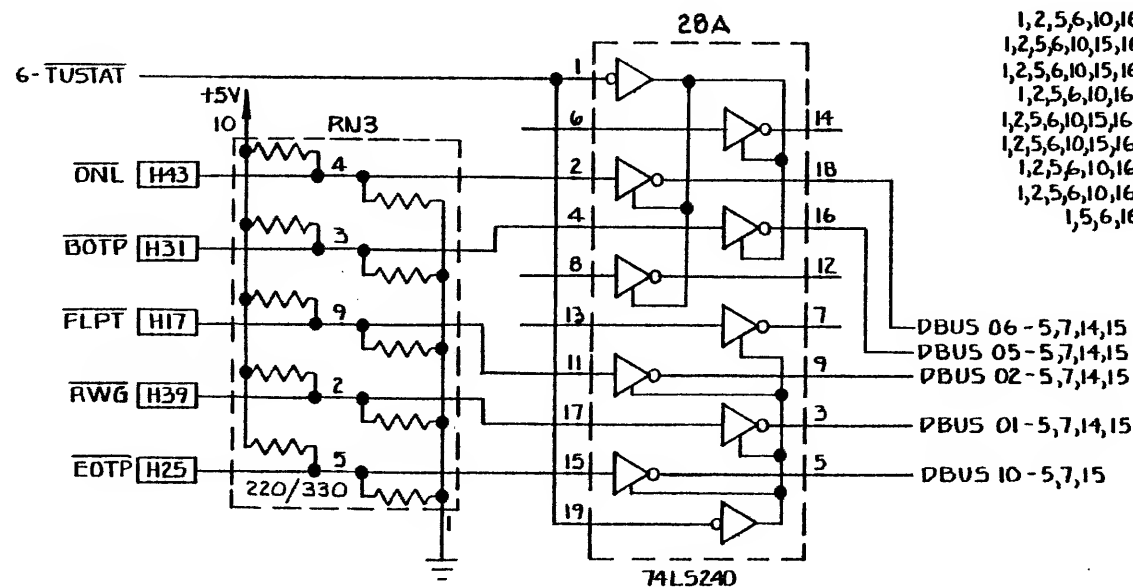 28A
1,2,5,6,10,16
1,2,5,6,10,15,16
1,2,5,6,10,15,16
1,2,5,6,10,16
1,2,5,6,10,15,16
1,2,5,6,10,15,16
1,2,5,6,10,16
1,2,5,6,10,16
1,5,6,16
6-TUSTAT
1
+5V
10
RN3
6
14
ONL H43
4
2
18
BOTP H31
3
4
16
8
12
FLPT H17
9
13
7
DBUS 06-5,7,14,15
DBUS 05-5,7,14,15
11
9
DBUS 02-5,7,14,15
RWG H39
2
17
3
DBUS 01-5,7,14,15
EOTP H25
5
15
5
DBUS 10-5,7,15
220/330
1
19
74LS240